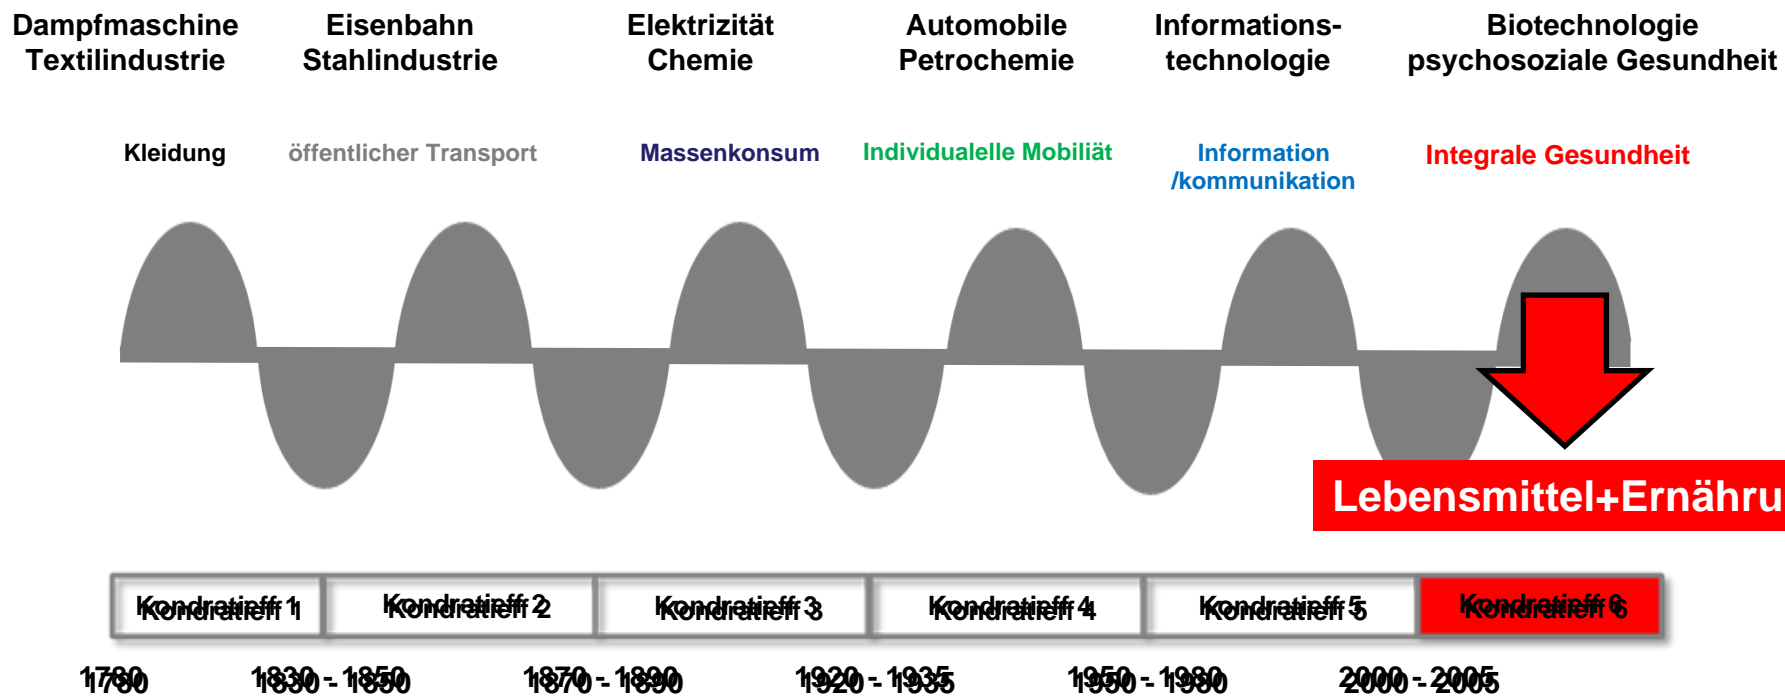 Dampfmaschine
Textilindustrie
Eisenbahn
Stahlindustrie
Elektrizität
Chemie
Automobile
Petrochemie
Informations-
technologie
Biotechnologie
psychosoziale Gesundheit
Kleidung
öffentlicher Transport
Massenkonsum
Individualelle Mobiliät
Information
/kommunikation
Integrale Gesundheit
Lebensmittel+Ernähru
Kondratieff 1
Kondratieff 2
Kondratieff 3
Kondratieff 4
Kondratieff 5
Kondratieff 6
1780
1830 - 1850
1870 - 1890
1920 - 1935
1950 - 1980
2000 - 2005